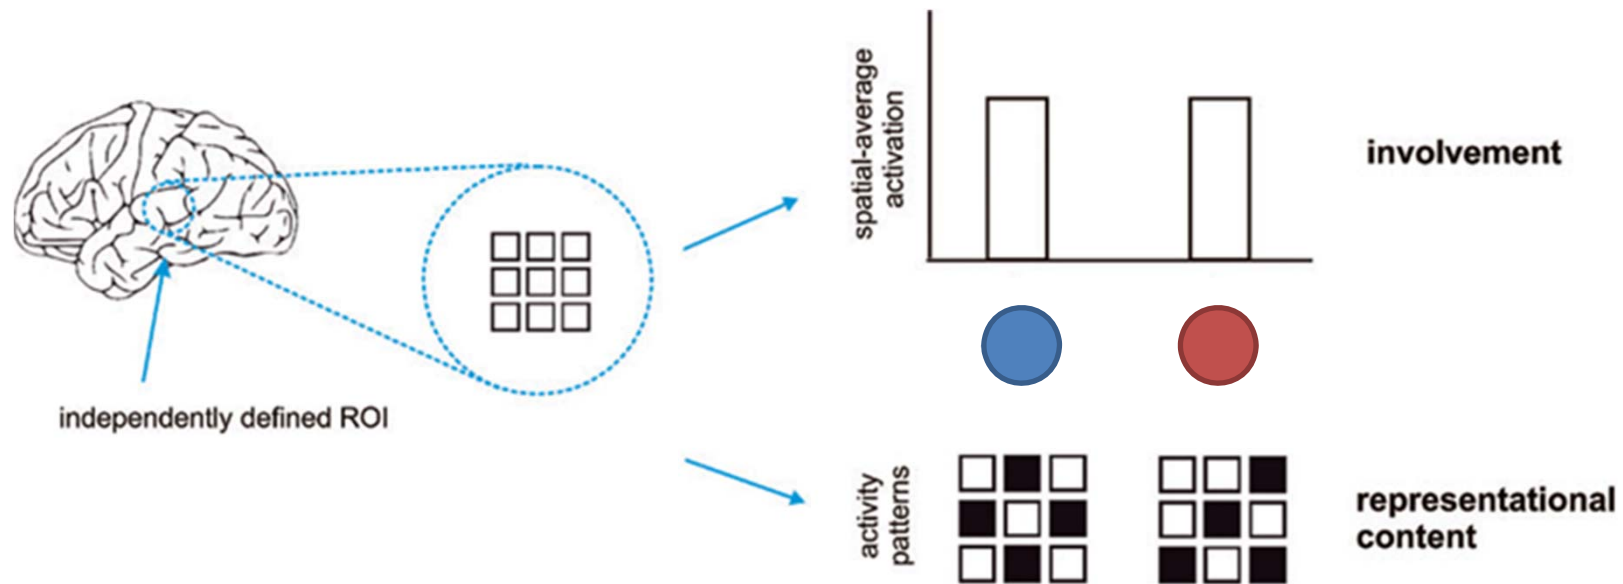 independently defined ROI
spatial-average
activation
involvement
activity
patterns
representational
content